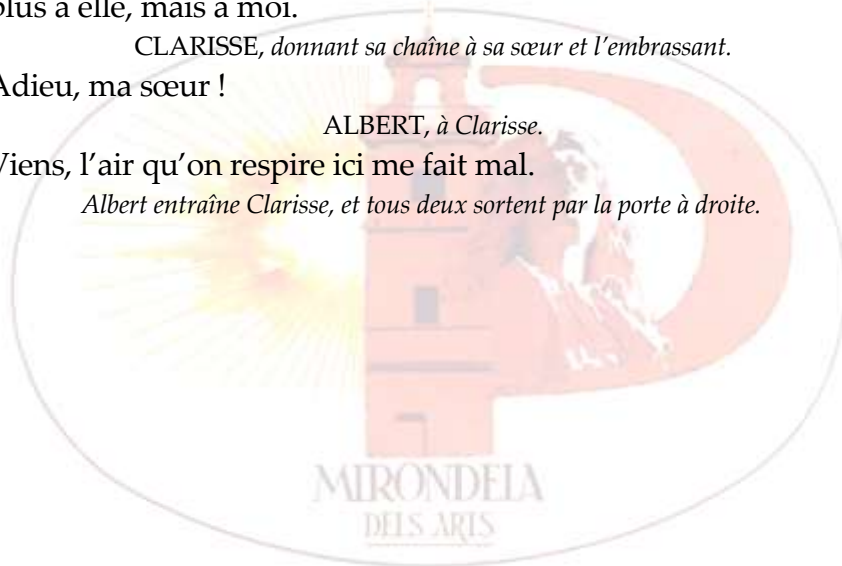 plus à elle, mais à moi.
CLARISSE, donnant sa chaîne à sa sœur et l'embrassant.
Adieu, ma sœur !
ALBERT, à Clarisse.
Viens, l'air qu'on respire ici me fait mal.
Albert entraîne Clarisse, et tous deux sortent par la porte à droite.
MIRONDELA
DELS ARTS